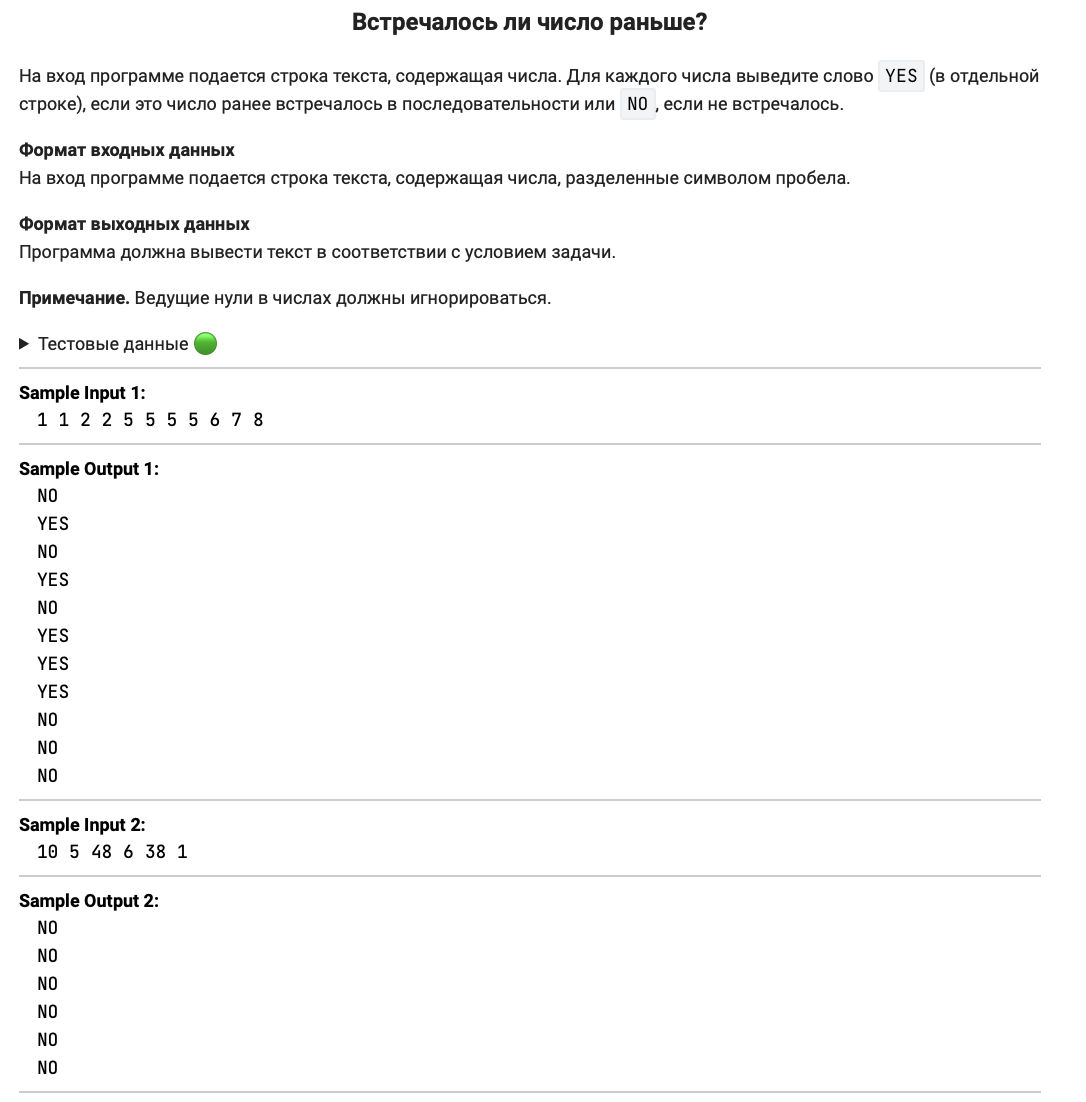 Встречалось ли число раньше?
На вход программе подается строка текста, содержащая числа. Для каждого числа выведите слово YES (в отдельной
строке), если это число ранее встречалось в последовательности или NO, если не встречалось.
Формат входных данных
На вход программе подается строка текста, содержащая числа, разделенные символом пробела.
Формат выходных данных
Программа должна вывести текст в соответствии с условием задачи.
Примечание. Ведущие нули в числах должны игнорироваться.
Тестовые данные
Sample Input 1:
1 1 2 2 5 5 5 5 6 7 8
Sample Output 1:
NO
YES
NO
YES
NO
YES
YES
YES
NO
NO
NO
Sample Input 2:
10 5 48 6 38 1
Sample Output 2:
NO
NO
NO
NO
NO
NO